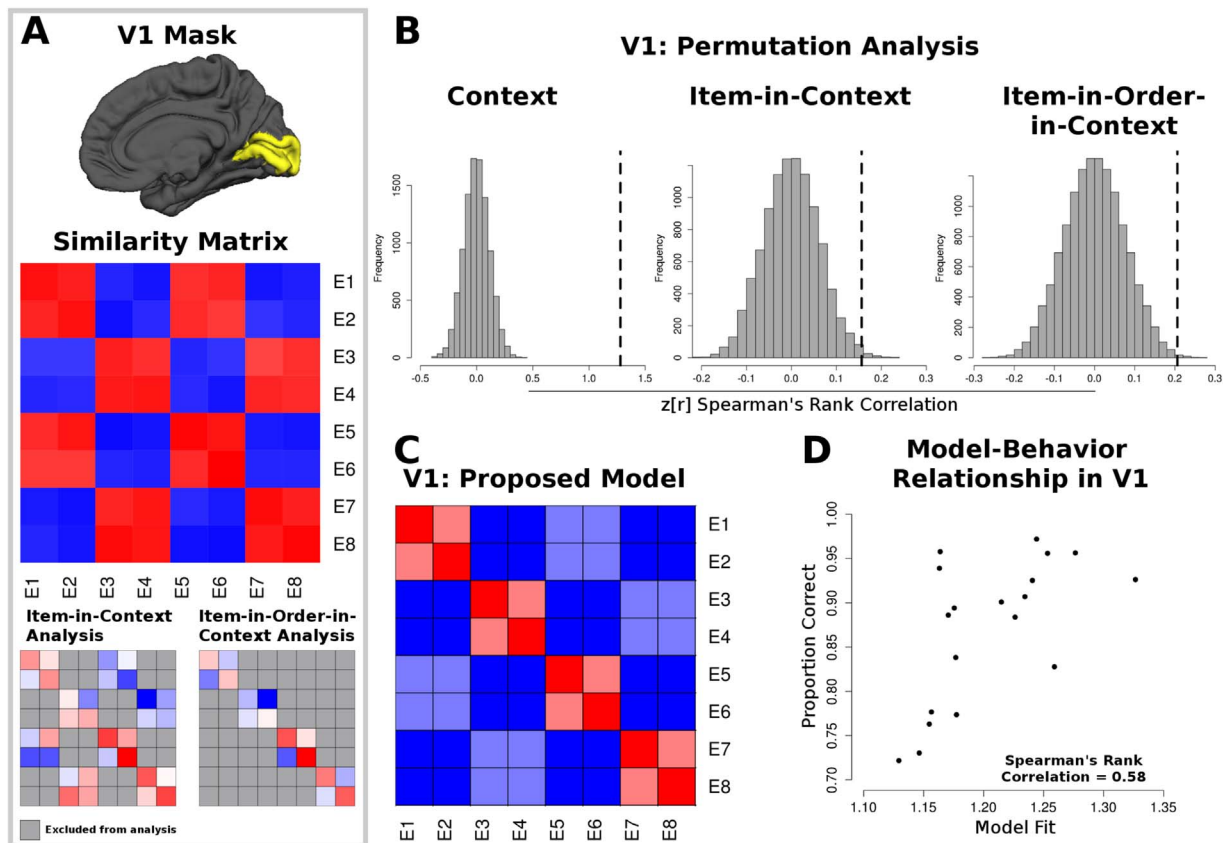 A
V1 Mask
Similarity Matrix
E1
E2
E3
E4
E5
E6
E7
E8
E1 E2 E3 E4 E5 E6 E7 E8
Item-in-Context
Analysis
Item-in-Order-in-
Context Analysis
Excluded from analysis
B
V1: Permutation Analysis
Context
Frequency
0 500 1000 1500
-0.5 0.0 0.5 1.0 1.5
Item-in-Context
Frequency
0 200 400 600 800 1000
-0.2 -0.1 0.0 0.1 0.2 0.3
Item-in-Order-
in-Context
Frequency
0 200 400 600 800 1000
-0.3 -0.2 -0.1 0.0 0.1 0.2 0.3
z[r] Spearman's Rank Correlation
C
V1: Proposed Model
E1
E2
E3
E4
E5
E6
E7
E8
E1 E2 E3 E4 E5 E6 E7 E8
D
Model-Behavior
Relationship in V1
Proportion Correct
0.70 0.75 0.80 0.85 0.90 0.95 1.00
Spearman's Rank
Correlation = 0.58
1.10 1.15 1.20 1.25 1.30 1.35
Model Fit